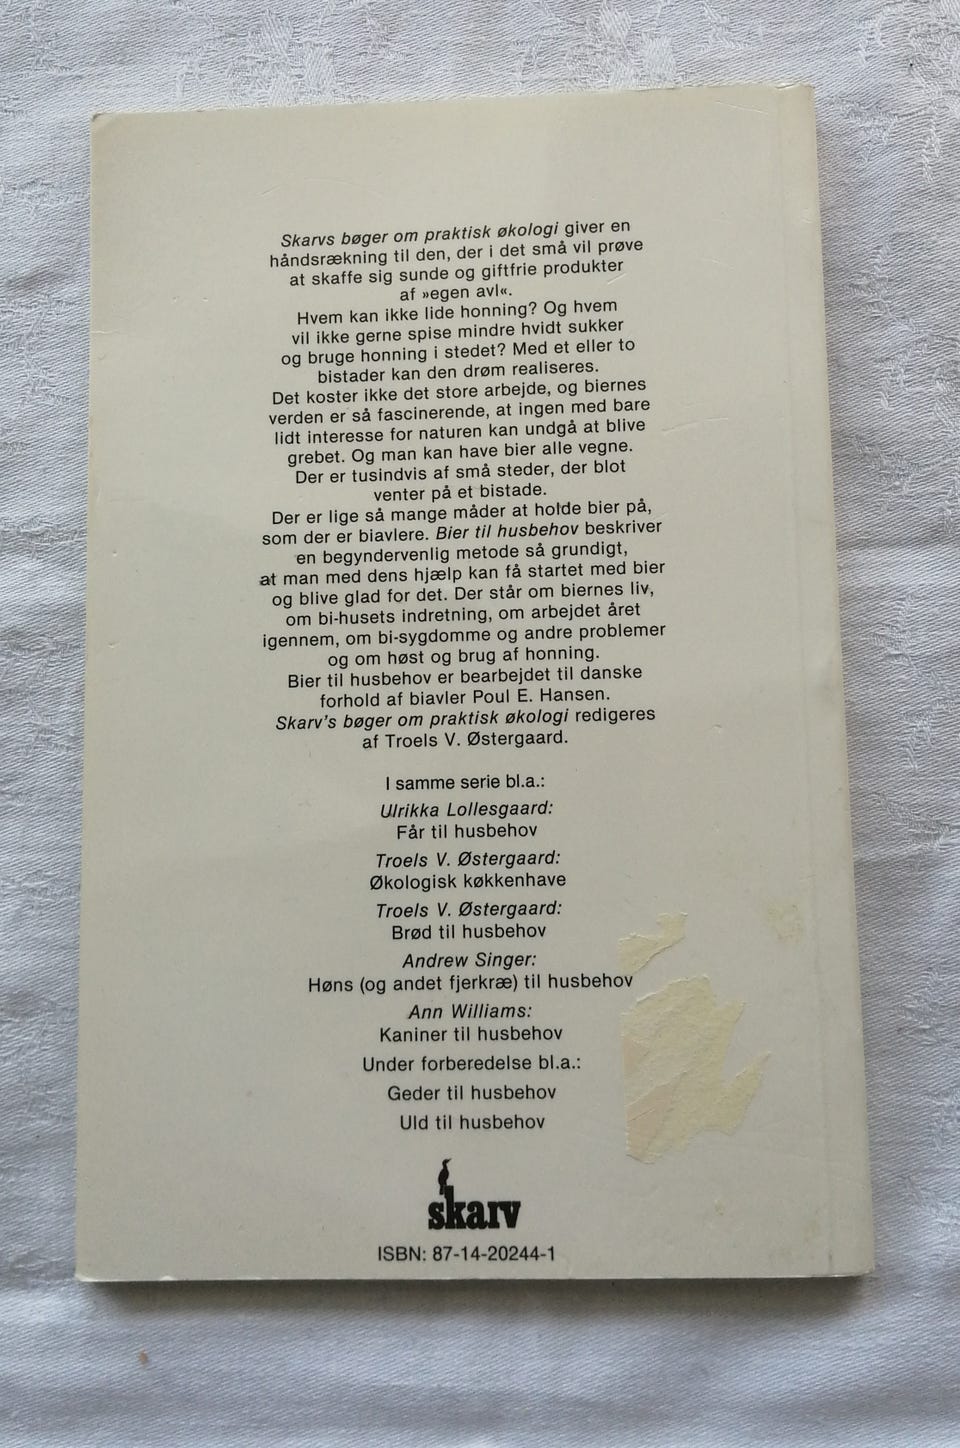 Skarvs bøger om praktisk økologi giver en
håndsrækning til den, der i det små vil prøve
at skaffe sig sunde og giftfrie produkter
af »egen avl«.
Hvem kan ikke lide honning? Og hvem
vil ikke gerne spise mindre hvidt sukker
og bruge honning i stedet? Med et eller to
bistader kan den drøm realiseres.
Det koster ikke det store arbejde, og biernes
verden er så fascinerende, at ingen med bare
lidt interesse for naturen kan undgå at blive
grebet. Og man kan have bier alle vegne.
Der er tusindvis af små steder, der blot
venter på et bistade.
Der er lige så mange måder at holde bier på,
som der er biavlere. Bier til husbehov beskriver
en begyndervenlig metode så grundigt,
at man med dens hjælp kan få startet med bier
og blive glad for det. Der står om biernes liv,
om bi-husets indretning, om arbejdet året
igennem, om bi-sygdomme og andre problemer
og om høst og brug af honning.
Bier til husbehov er bearbejdet til danske
forhold af biavler Poul E. Hansen.
Skarv's bøger om praktisk økologi redigeres
af Troels V. Østergaard.
I samme serie bl.a.:
Ulrikka Lollesgaard:
Får til husbehov
Troels V. Østergaard:
Økologisk køkkenhave
Troels V. Østergaard:
Brød til husbehov
Andrew Singer:
Høns (og andet fjerkræ) til husbehov
Ann Williams:
Kaniner til husbehov
Under forberedelse bl.a.:
Geder til husbehov
Uld til husbehov
skarv
ISBN: 87-14-20244-1